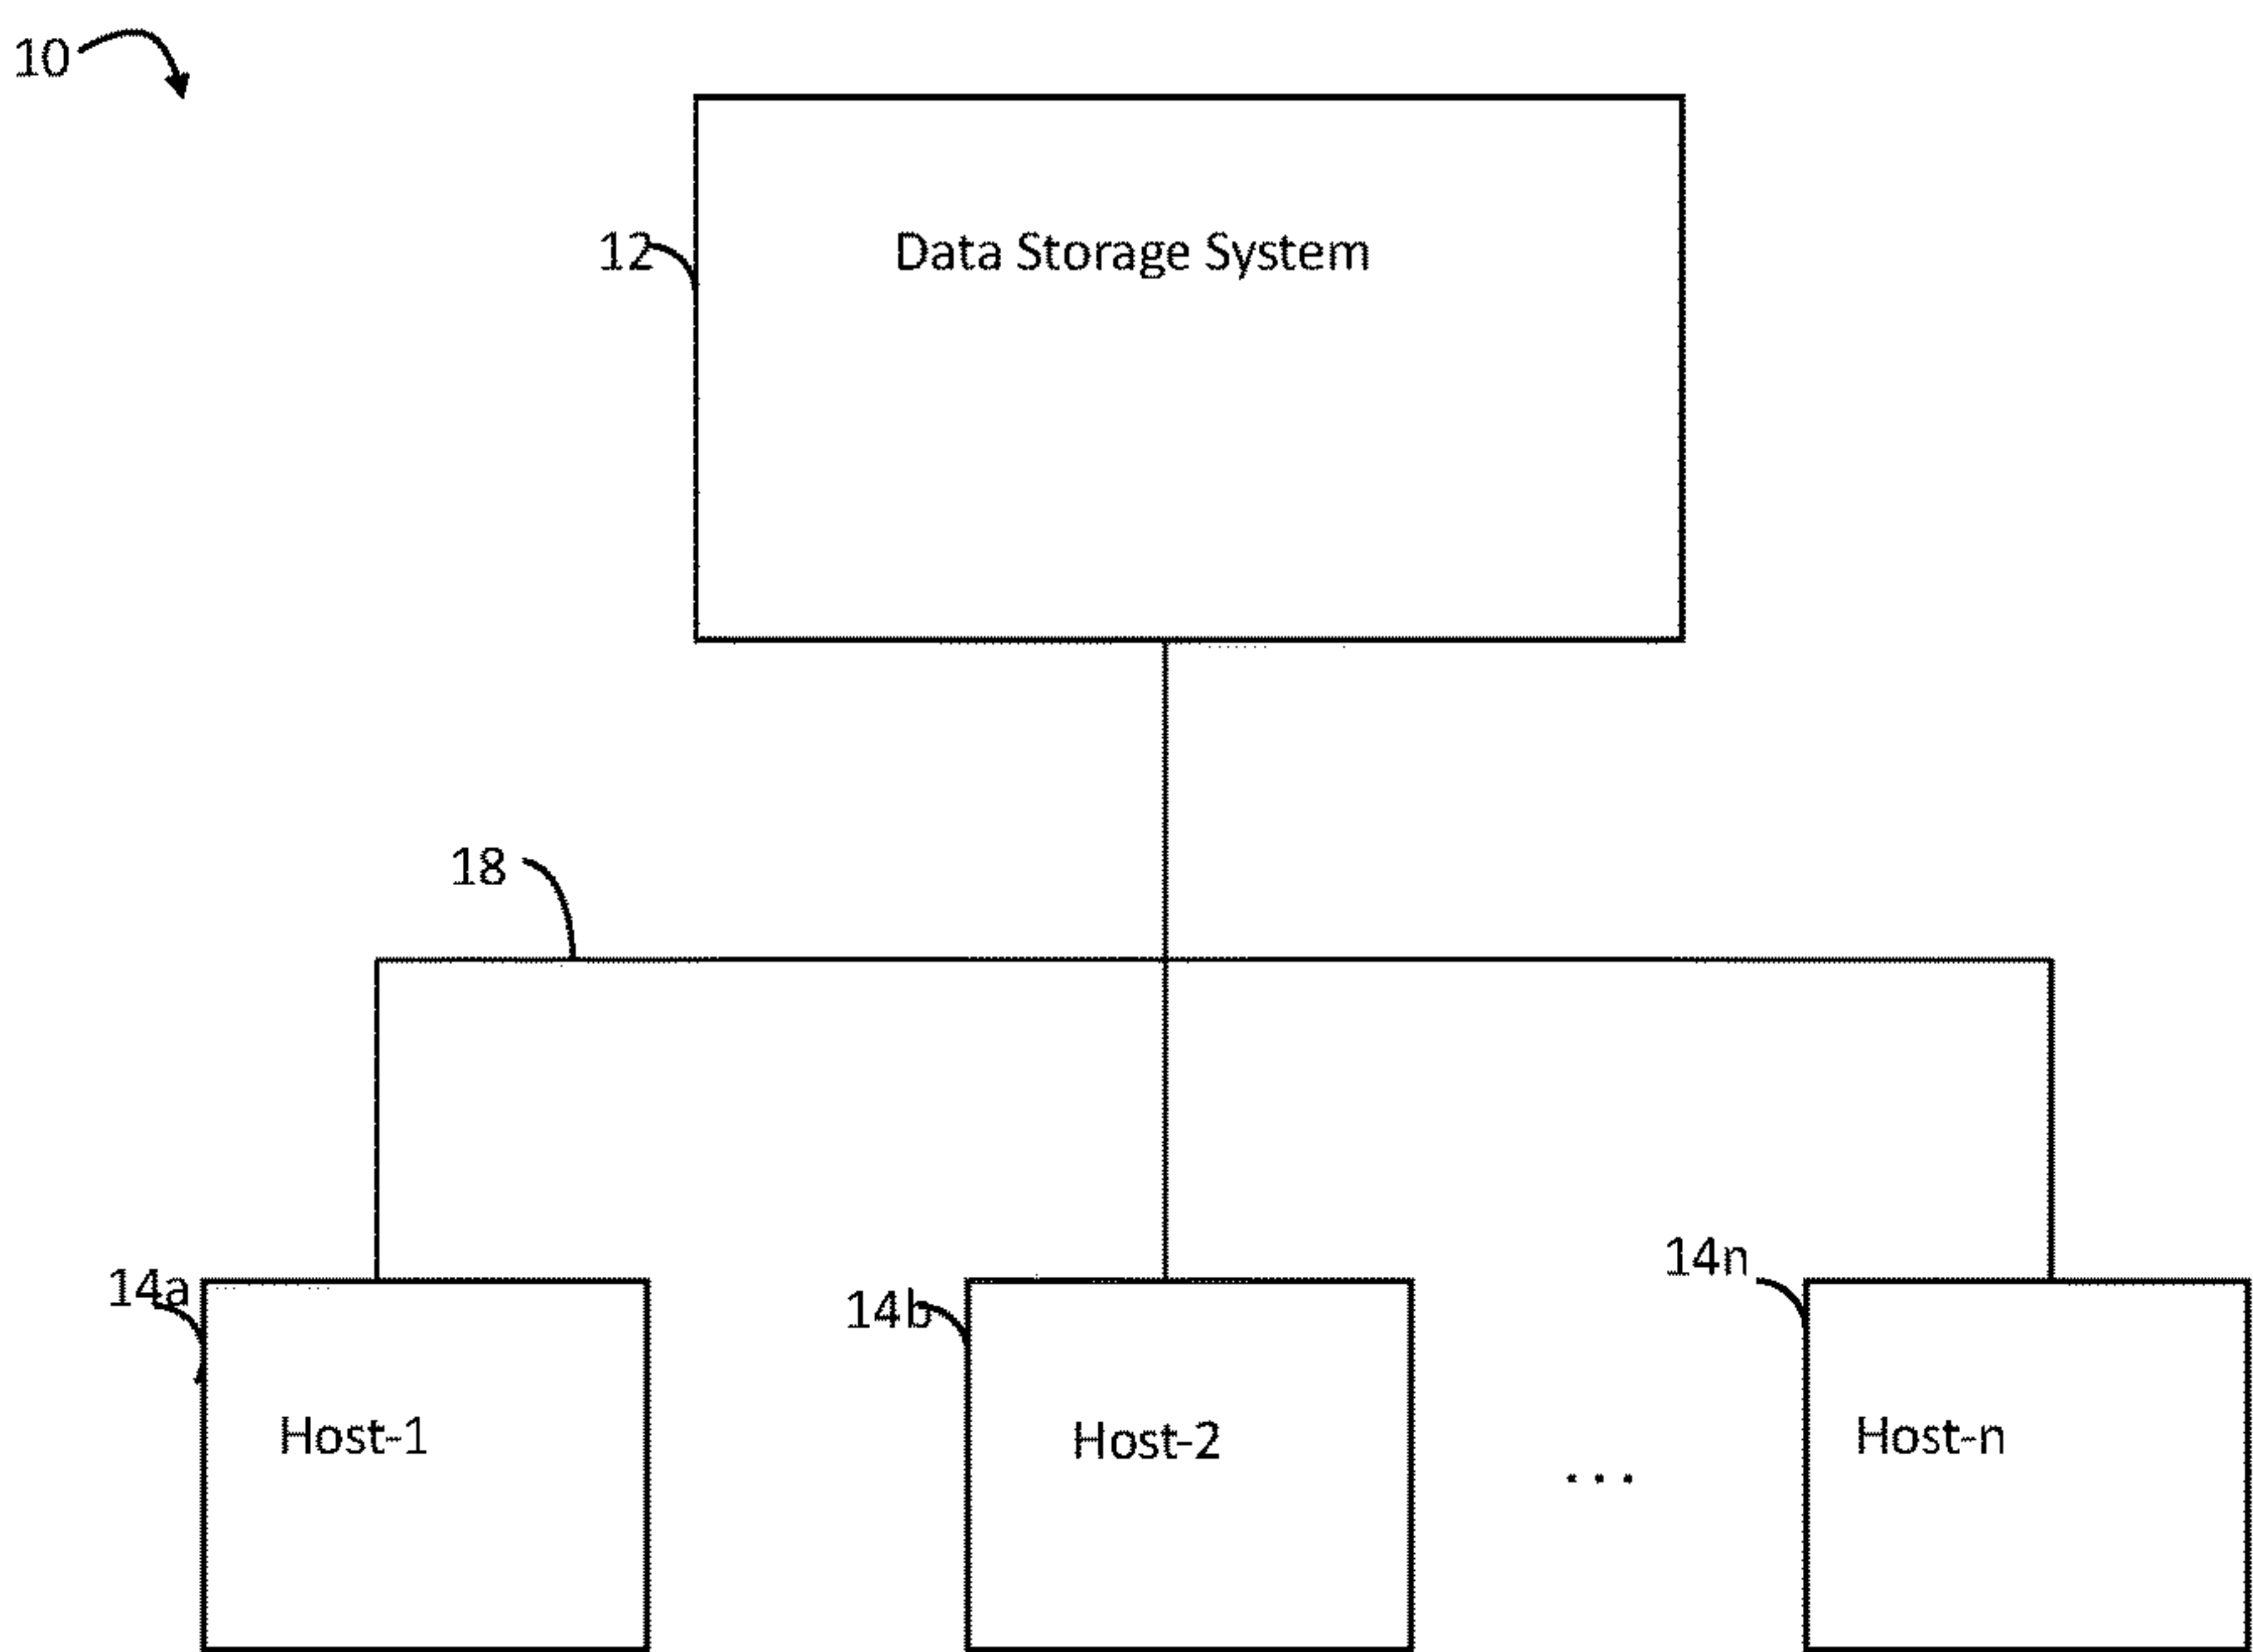 10
12
Data Storage System
18
14a
14b
14n
Host-1
Host-2
...
Host-n